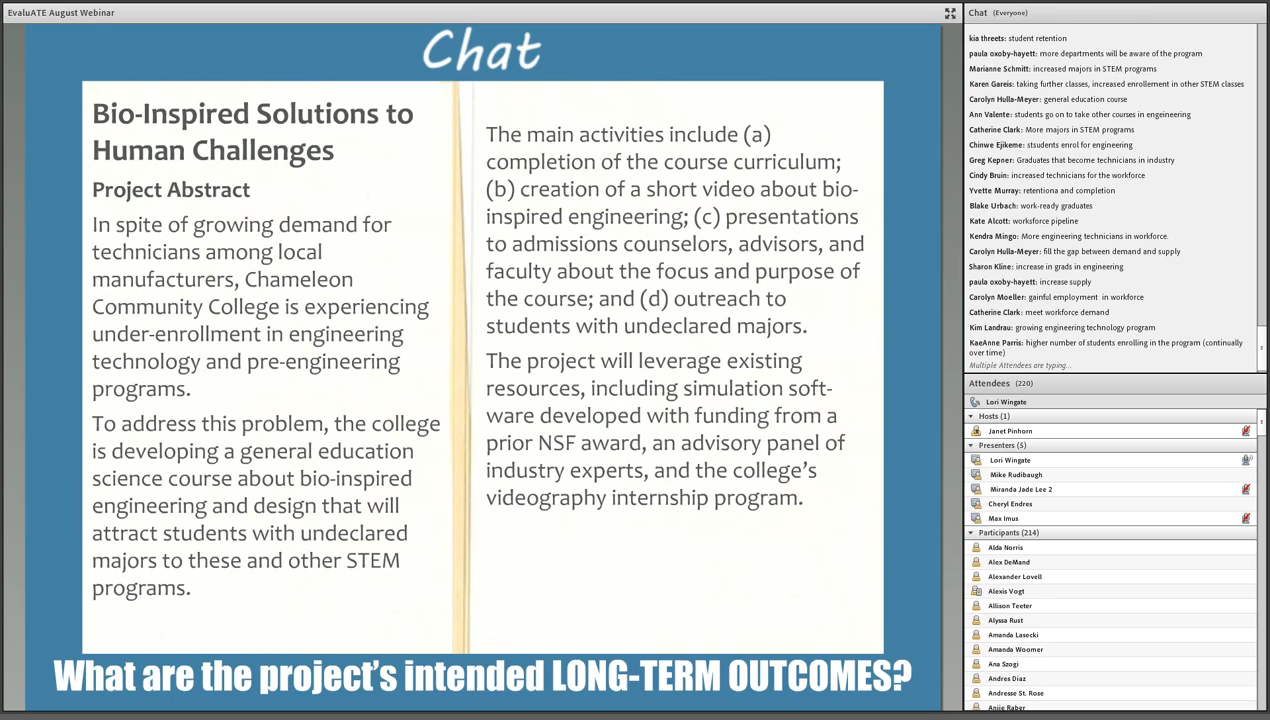 EvaluATE August Webinar
Chat
Bio-Inspired Solutions to
Human Challenges
Project Abstract
In spite of growing demand for
technicians among local
manufacturers, Chameleon
Community College is experiencing
under-enrollment in engineering
technology and pre-engineering
programs.
To address this problem, the college
is developing a general education
science course about bio-inspired
engineering and design that will
attract students with undeclared
majors to these and other STEM
programs.
The main activities include (a)
completion of the course curriculum;
(b) creation of a short video about bio-
inspired engineering; (c) presentations
to admissions counselors, advisors, and
faculty about the focus and purpose of
the course; and (d) outreach to
students with undeclared majors.
The project will leverage existing
resources, including simulation soft-
ware developed with funding from a
prior NSF award, an advisory panel of
industry experts, and the college's
videography internship program.
What are the project's intended LONG-TERM OUTCOMES?
Chat (Everyone)
kia threets: student retention
paula oxoby-hayett: more departments will be aware of the program
Marianne Schmitt: increased majors in STEM programs
Karen Gareis: taking further classes, increased enrollement in other STEM classes
Carolyn Hulla-Meyer: general education course
Ann Valente: students go on to take other courses in engineering
Catherine Clark: More majors in STEM programs
Chinwe Ejikeme: stsudents enrol for engineering
Greg Kepner: Graduates that become technicians in industry
Cindy Bruin: increased technicians for the workforce
Yvette Murray: retentiona and completion
Blake Urbach: work-ready graduates
Kate Alcott: worksforce pipeline
Kendra Mingo: More engineering technicians in workforce.
Carolyn Hulla-Meyer: fill the gap between demand and supply
Sharon Kline: increase in grads in engineering
paula oxoby-hayett: increase supply
Carolyn Moeller: gainful employment in workforce
Catherine Clark: meet workforce demand
Kim Landrau: growing engineering technology program
KaeAnne Parris: higher number of students enrolling in the program (continually
over time)
Multiple Attendees are typing...
Attendees (220)
Lori Wingate
Hosts (1)
Janet Pinhorn
Presenters (5)
Lori Wingate
Mike Rudibaugh
Miranda Jade Lee 2
Cheryl Endres
Max Imus
Participants (214)
Alda Norris
Alex DeMand
Alexander Lovell
Alexis Vogt
Allison Teeter
Alyssa Rust
Amanda Lasecki
Amanda Woomer
Ana Szogi
Andres Diaz
Andresse St. Rose